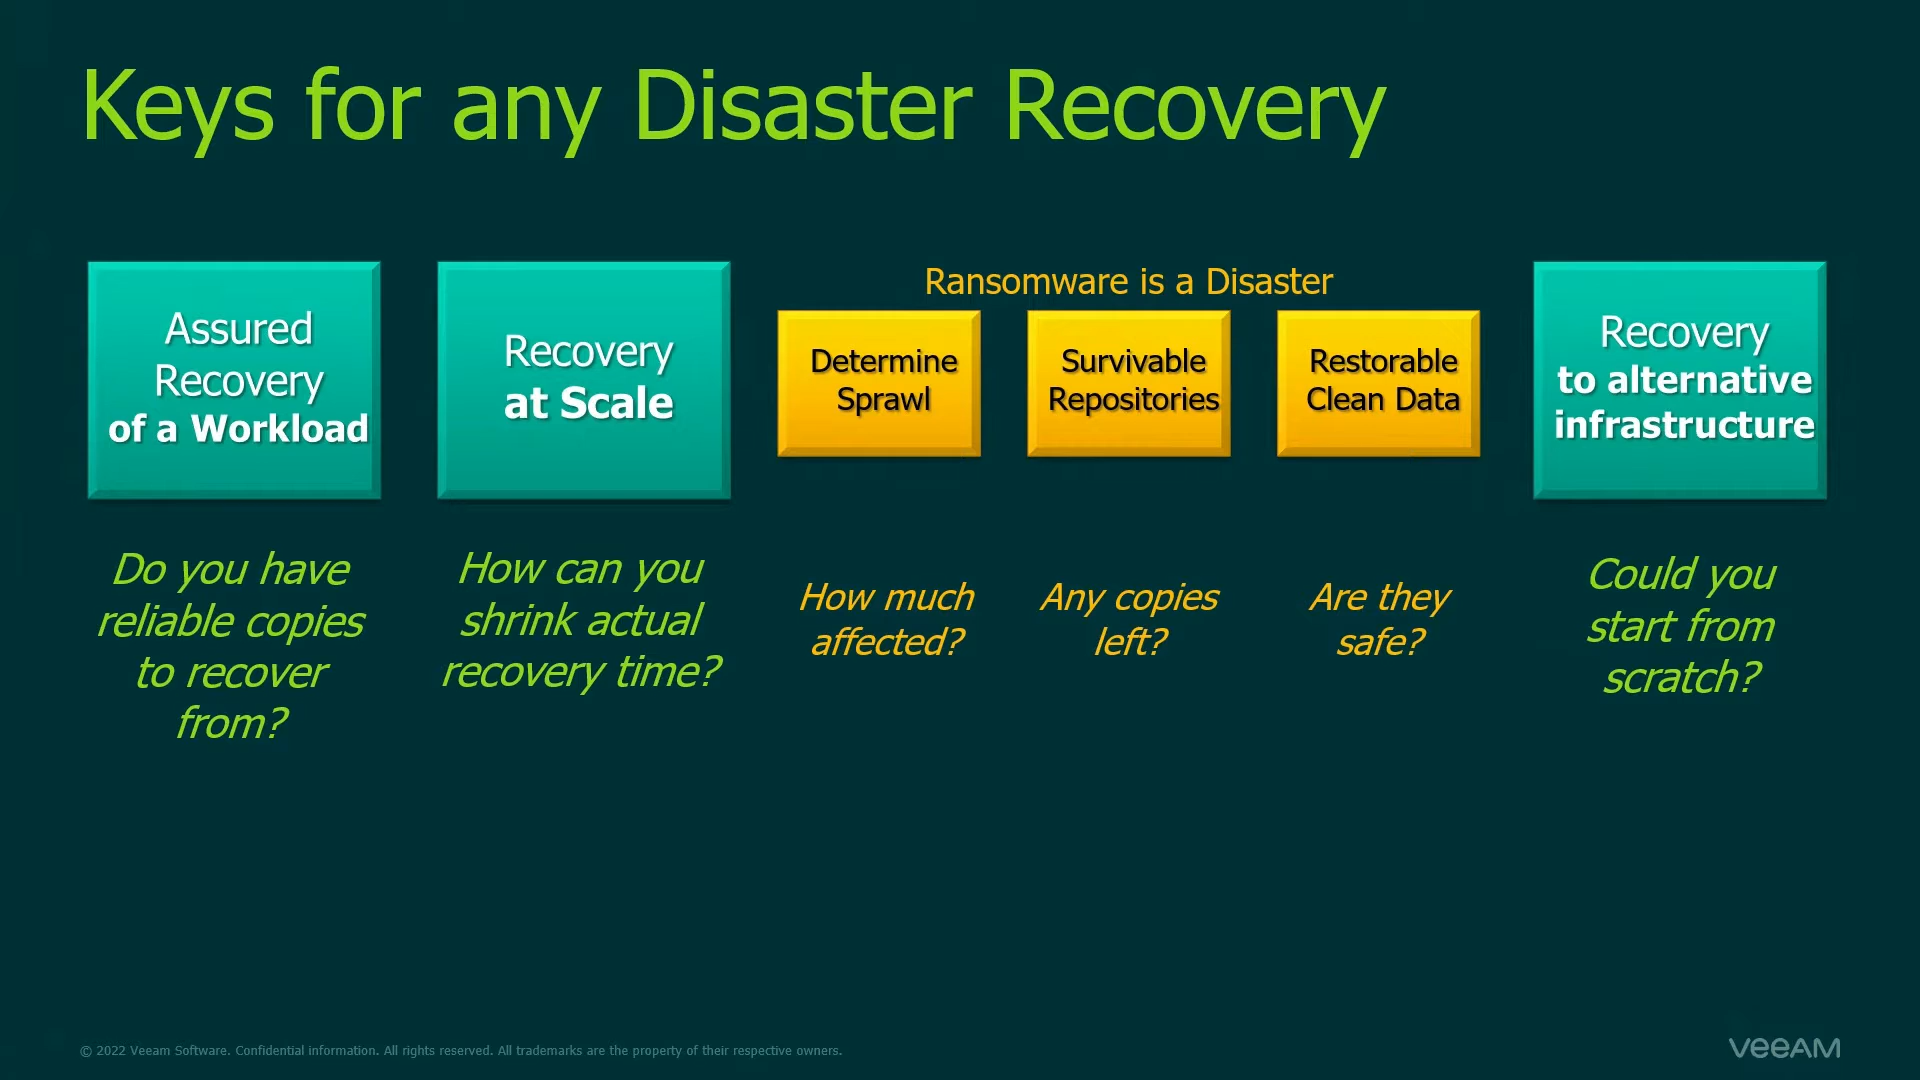 Keys for any Disaster Recovery
Assured
Recovery
of a Workload
Recovery
at Scale
Ransomware is a Disaster
Determine
Sprawl
Survivable
Repositories
Restorable
Clean Data
Recovery
to alternative
infrastructure
Do you have
reliable copies
to recover
from?
How can you
shrink actual
recovery time?
How much
affected?
Any copies
left?
Are they
safe?
Could you
start from
scratch?
© 2022 Veeam Software. Confidential information. All rights reserved. All trademarks are the property of their respective owners.
veeAM